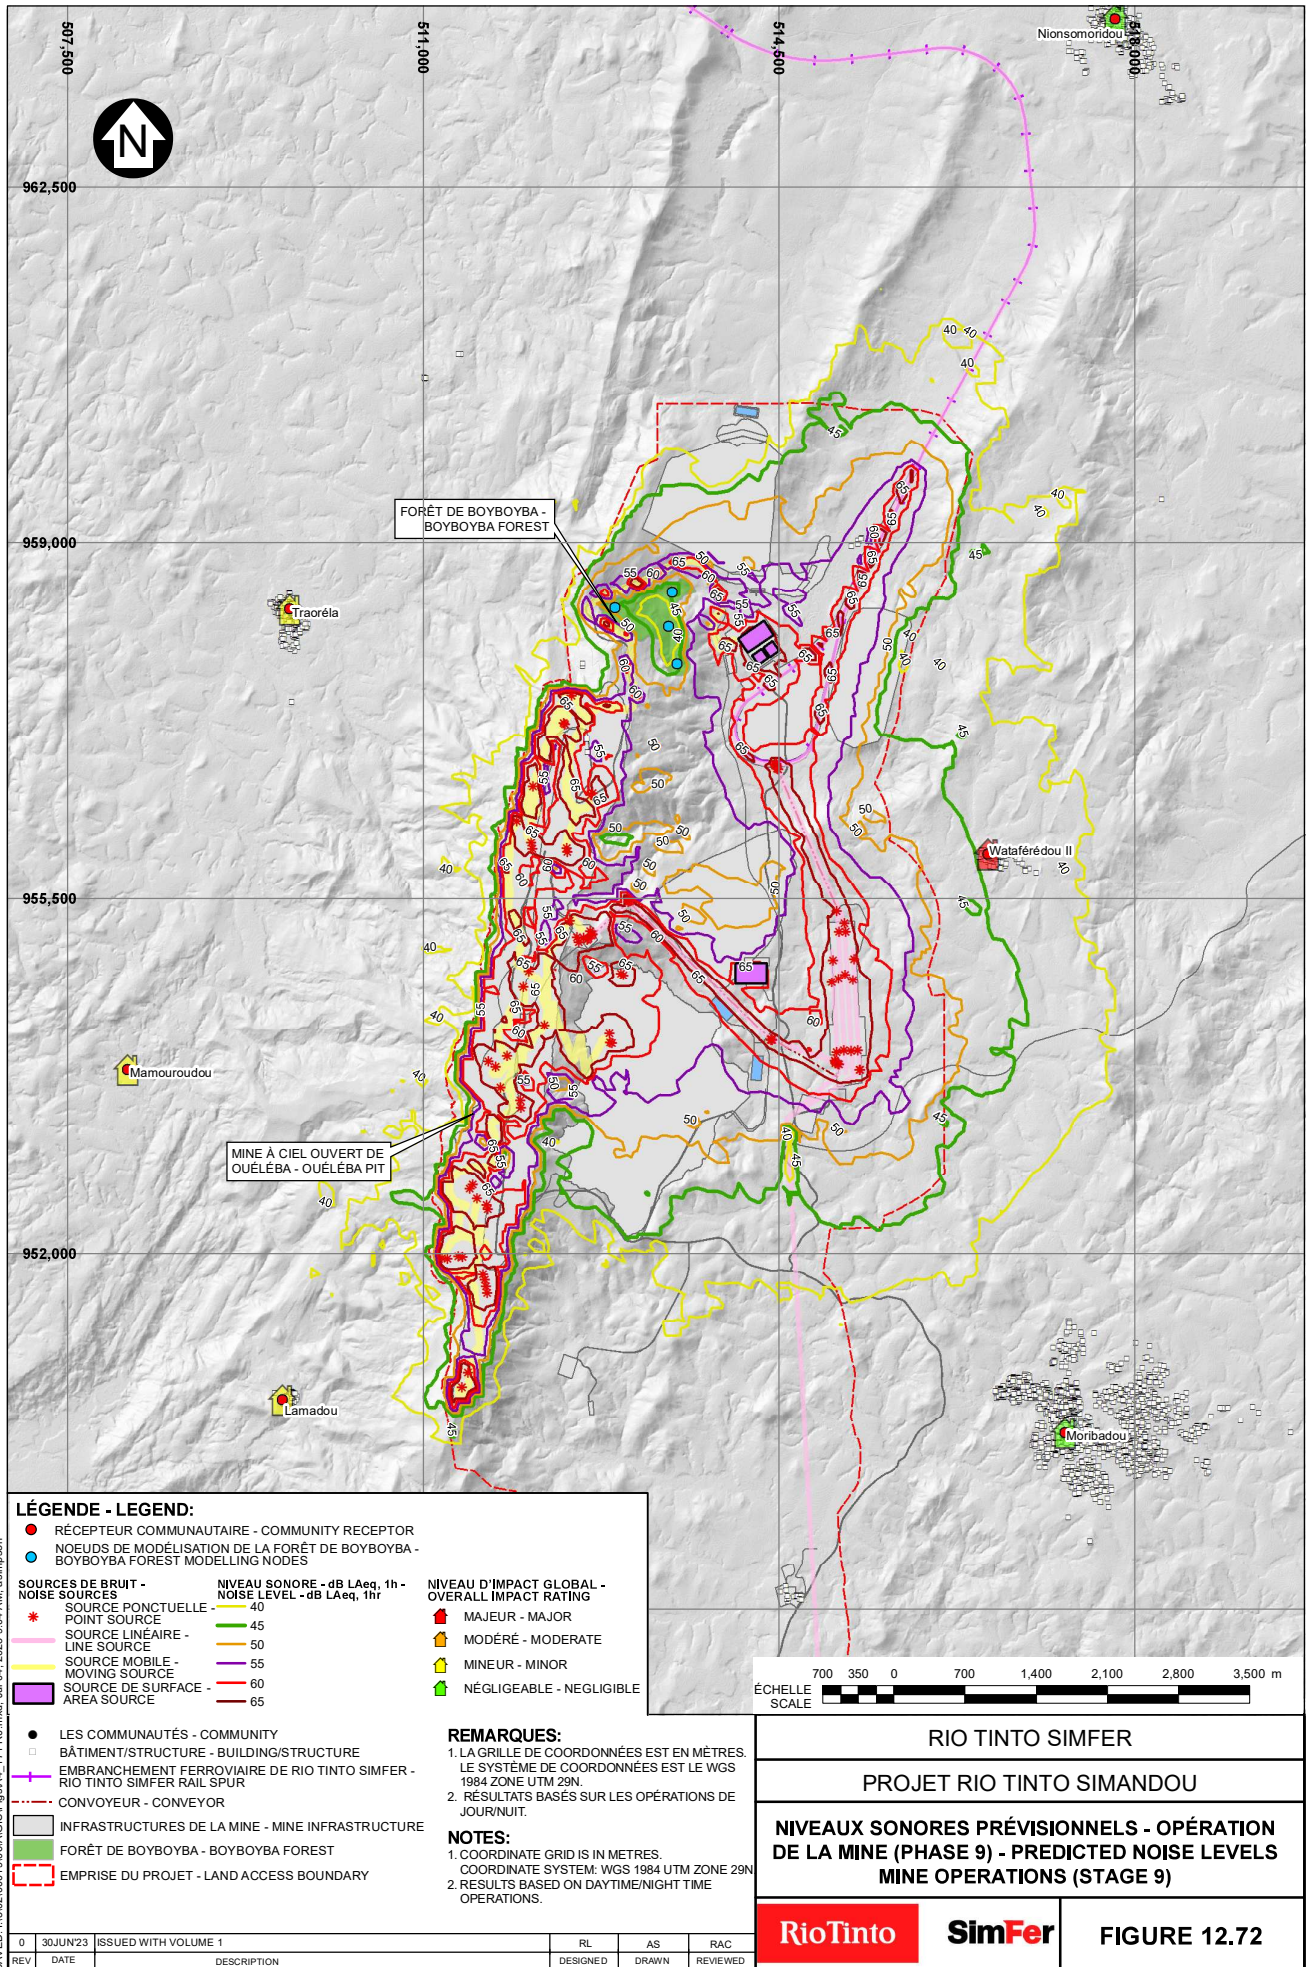 507,500
511,000
514,500
518,000
Nionsomoridou
N
962,500
40
40
40
45
FORÊT DE BOYBOYBA -
BOYBOYBA FOREST
959,000
Traoréla
Wataférédou II
955,500
Mamouroudou
MINE À CIEL OUVERT DE
OUÉLÉBA - OUÉLÉBA PIT
952,000
Lamadou
Moribadou
LÉGENDE - LEGEND:
RÉCEPTEUR COMMUNAUTAIRE - COMMUNITY RECEPTOR
NOEUDS DE MODÉLISATION DE LA FORÊT DE BOYBOYBA -
BOYBOYBA FOREST MODELLING NODES
SOURCES DE BRUIT -
NOISE SOURCES
SOURCE PONCTUELLE -
POINT SOURCE
SOURCE LINÉAIRE -
LINE SOURCE
SOURCE MOBILE -
MOVING SOURCE
SOURCE DE SURFACE -
AREA SOURCE
NIVEAU SONORE - dB LAeq, 1h -
NOISE LEVEL - dB LAeq, 1hr
40
45
50
55
60
65
NIVEAU D'IMPACT GLOBAL -
OVERALL IMPACT RATING
MAJEUR - MAJOR
MODÉRÉ - MODERATE
MINEUR - MINOR
NÉGLIGEABLE - NEGLIGIBLE
LES COMMUNAUTÉS - COMMUNITY
BÂTIMENT/STRUCTURE - BUILDING/STRUCTURE
EMBRANCHEMENT FERROVIAIRE DE RIO TINTO SIMFER -
RIO TINTO SIMFER RAIL SPUR
CONVOYEUR - CONVEYOR
INFRASTRUCTURES DE LA MINE - MINE INFRASTRUCTURE
FORÊT DE BOYBOYBA - BOYBOYBA FOREST
EMPRISE DU PROJET - LAND ACCESS BOUNDARY
REMARQUES:
1. LA GRILLE DE COORDONNÉES EST EN MÈTRES.
LE SYSTÈME DE COORDONNÉES EST LE WGS
1984 ZONE UTM 29N.
2. RÉSULTATS BASÉS SUR LES OPÉRATIONS DE
JOUR/NUIT.
NOTES:
1. COORDINATE GRID IS IN METRES.
COORDINATE SYSTEM: WGS 1984 UTM ZONE 29N
2. RESULTS BASED ON DAYTIME/NIGHT TIME
OPERATIONS.
ÉCHELLE
SCALE
700 350 0 700 1,400 2,100 2,800 3,500 m
RIO TINTO SIMFER
PROJET RIO TINTO SIMANDOU
NIVEAUX SONORES PRÉVISIONNELS - OPÉRATION
DE LA MINE (PHASE 9) - PREDICTED NOISE LEVELS
MINE OPERATIONS (STAGE 9)
RioTinto
SimFer
FIGURE 12.72
0 30JUN'23 ISSUED WITH VOLUME 1 RL AS RAC
REV DATE DESCRIPTION DESIGNED DRAWN REVIEWED